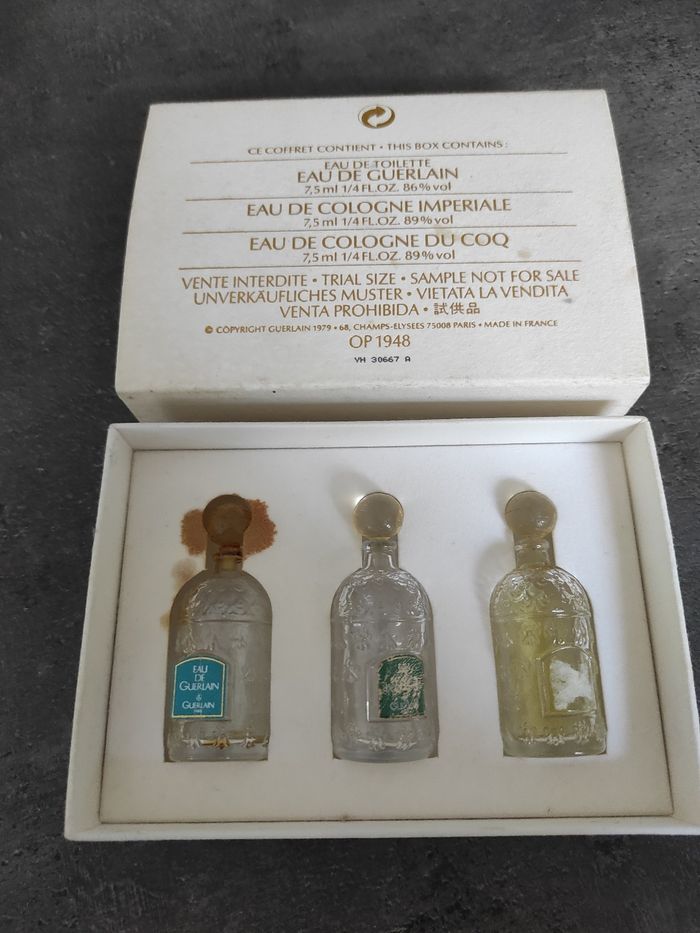 CE COFFRET CONTIENT • THIS BOX CONTAINS :
EAU DE TOILETTE
EAU DE GUERLAIN
7,5 ml 1/4 FL.OZ. 86% vol
EAU DE COLOGNE IMPERIALE
7,5 ml 1/4 FL.OZ. 89% vol
EAU DE COLOGNE DU COQ
7,5 ml 1/4 FL.OZ. 89% vol
VENTE INTERDITE • TRIAL SIZE • SAMPLE NOT FOR SALE
UNVERKÄUFLICHES MUSTER • VIETATA LA VENDITA
VENTA PROHIBIDA • 試供品
© COPYRIGHT GUERLAIN 1979 • 68, CHAMPS-ELYSEES 75008 PARIS • MADE IN FRANCE
OP 1948
VH 30667 A
EAU
DE
GUERLAIN
GUERLAIN
PARIS